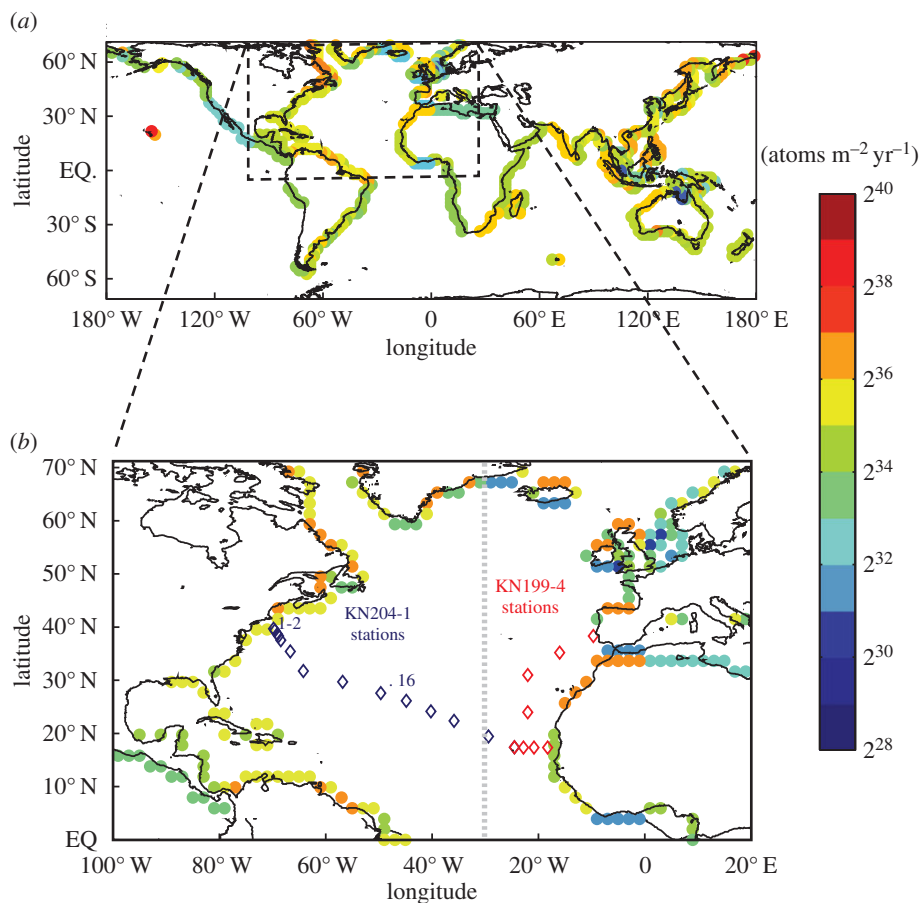 (a)
60° N
30° N
EQ.
30° S
60° S
latitude
180° W
120° W
60° W
0
60° E
120° E
180° E
longitude
(atoms m⁻² yr⁻¹)
2⁴⁰
2³⁸
2³⁶
2³⁴
2³²
2³⁰
2²⁸
(b)
70° N
60° N
50° N
40° N
30° N
20° N
10° N
EQ
latitude
KN204-1
stations
KN199-4
stations
1-2
. 16
100° W
80° W
60° W
40° W
20° W
0
20° E
longitude